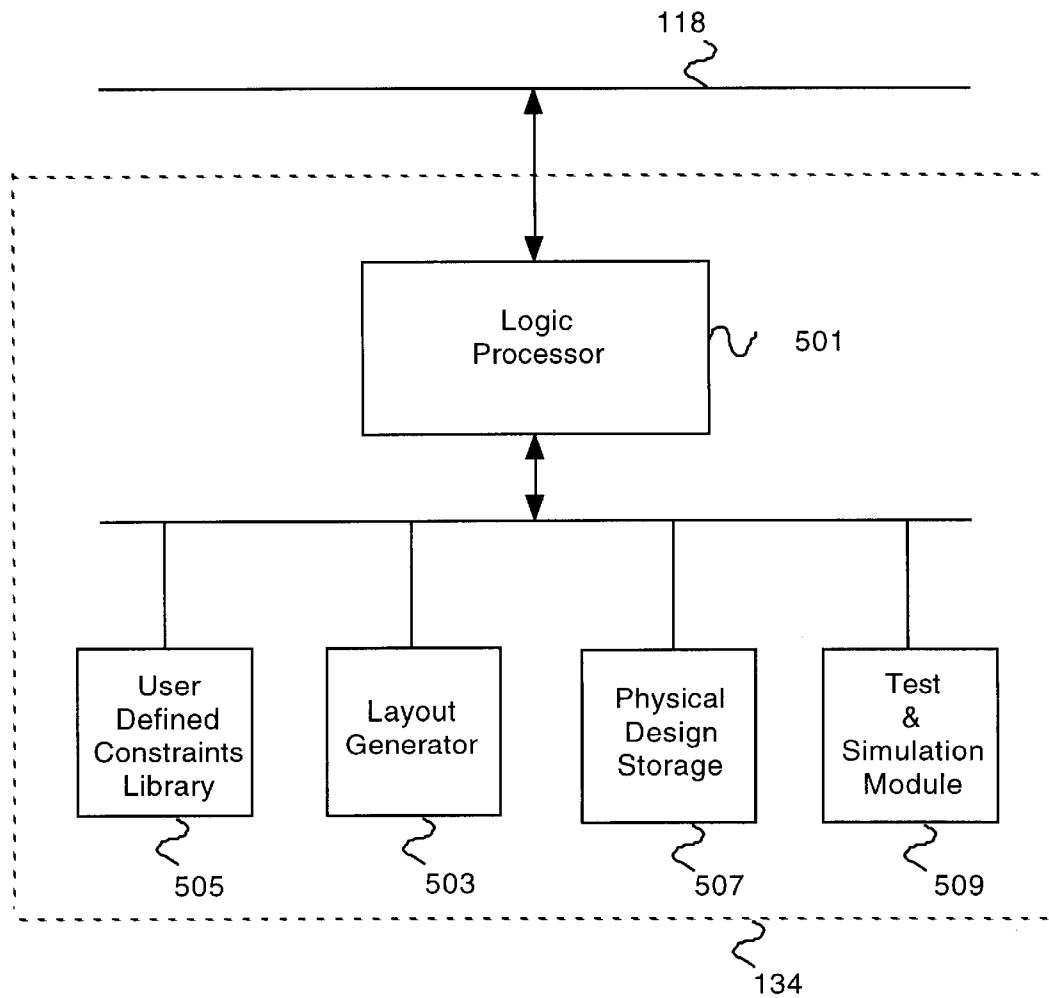 118
Logic
Processor
501
User
Defined
Constraints
Library
Layout
Generator
Physical
Design
Storage
Test
&
Simulation
Module
505
503
507
509
134